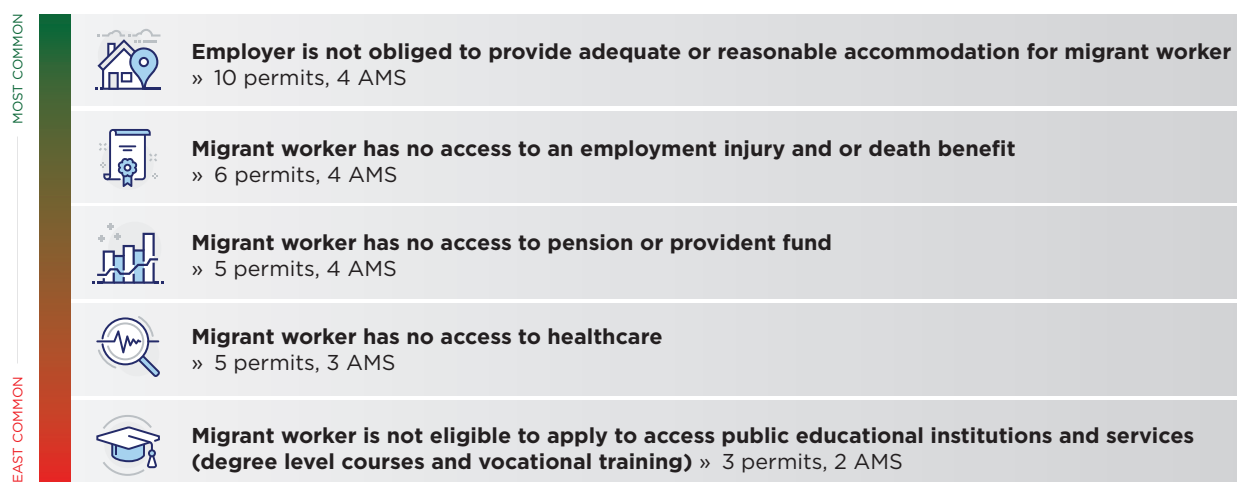 MOST COMMON
Employer is not obliged to provide adequate or reasonable accommodation for migrant worker
» 10 permits, 4 AMS
Migrant worker has no access to an employment injury and or death benefit
» 6 permits, 4 AMS
Migrant worker has no access to pension or provident fund
» 5 permits, 4 AMS
Migrant worker has no access to healthcare
» 5 permits, 3 AMS
Migrant worker is not eligible to apply to access public educational institutions and services
(degree level courses and vocational training) » 3 permits, 2 AMS
EAST COMMON